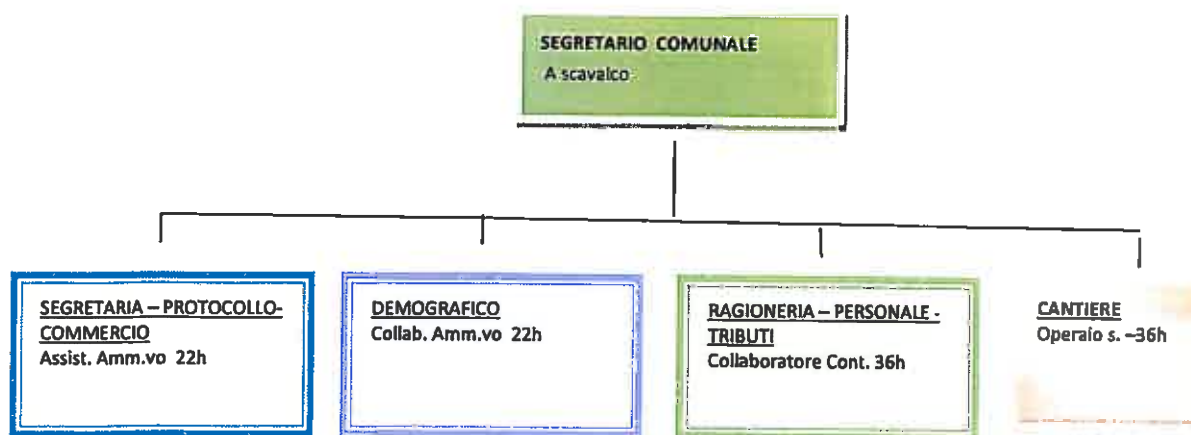 SEGRETARIO COMUNALE
A scavalco
SEGRETARIA – PROTOCOLLO-
COMMERCIO
Assist. Amm.vo 22h
DEMOGRAFICO
Collab. Amm.vo 22h
RAGIONERIA – PERSONALE -
TRIBUTI
Collaboratore Cont. 36h
CANTIERE
Operaio s. –36h